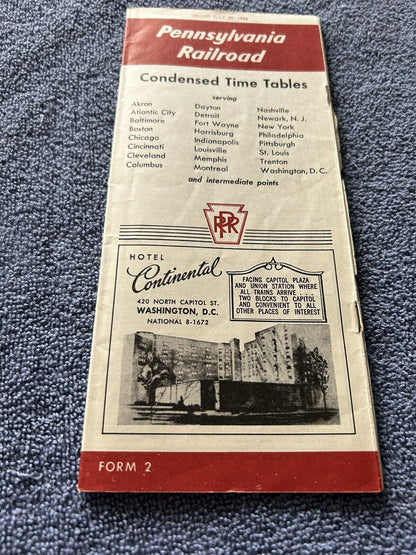 ISSUED JULY 29, 1956
Pennsylvania
Railroad
Condensed Time Tables
serving
Akron
Atlantic City
Baltimore
Boston
Chicago
Cincinnati
Cleveland
Columbus
Dayton
Detroit
Fort Wayne
Harrisburg
Indianapolis
Louisville
Memphis
Montreal
Nashville
Newark, N. J.
New York
Philadelphia
Pittsburgh
St. Louis
Trenton
Washington, D. C.
and intermediate points
PRR
HOTEL
Continental
420 NORTH CAPITOL ST.
WASHINGTON, D.C.
NATIONAL 8-1672
FACING CAPITOL PLAZA
AND UNION STATION WHERE
ALL TRAINS ARRIVE . . .
TWO BLOCKS TO CAPITOL
AND CONVENIENT TO ALL
OTHER PLACES OF INTEREST
FORM 2